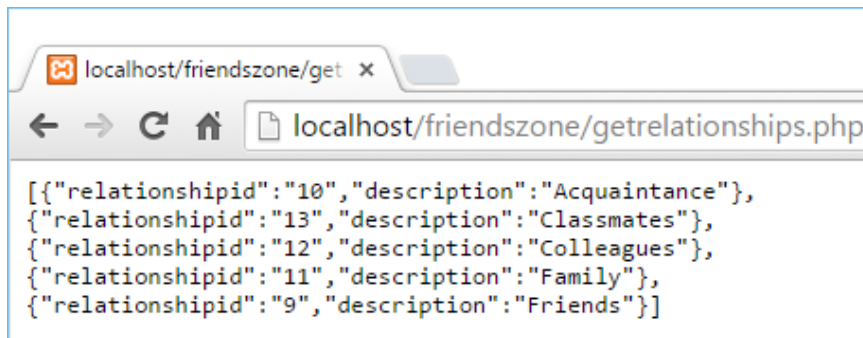 localhost/friendszone/get
localhost/friendszone/getrelationships.php
[{"relationshipid":"10","description":"Acquaintance"},
{"relationshipid":"13","description":"Classmates"},
{"relationshipid":"12","description":"Colleagues"},
{"relationshipid":"11","description":"Family"},
{"relationshipid":"9","description":"Friends"}]